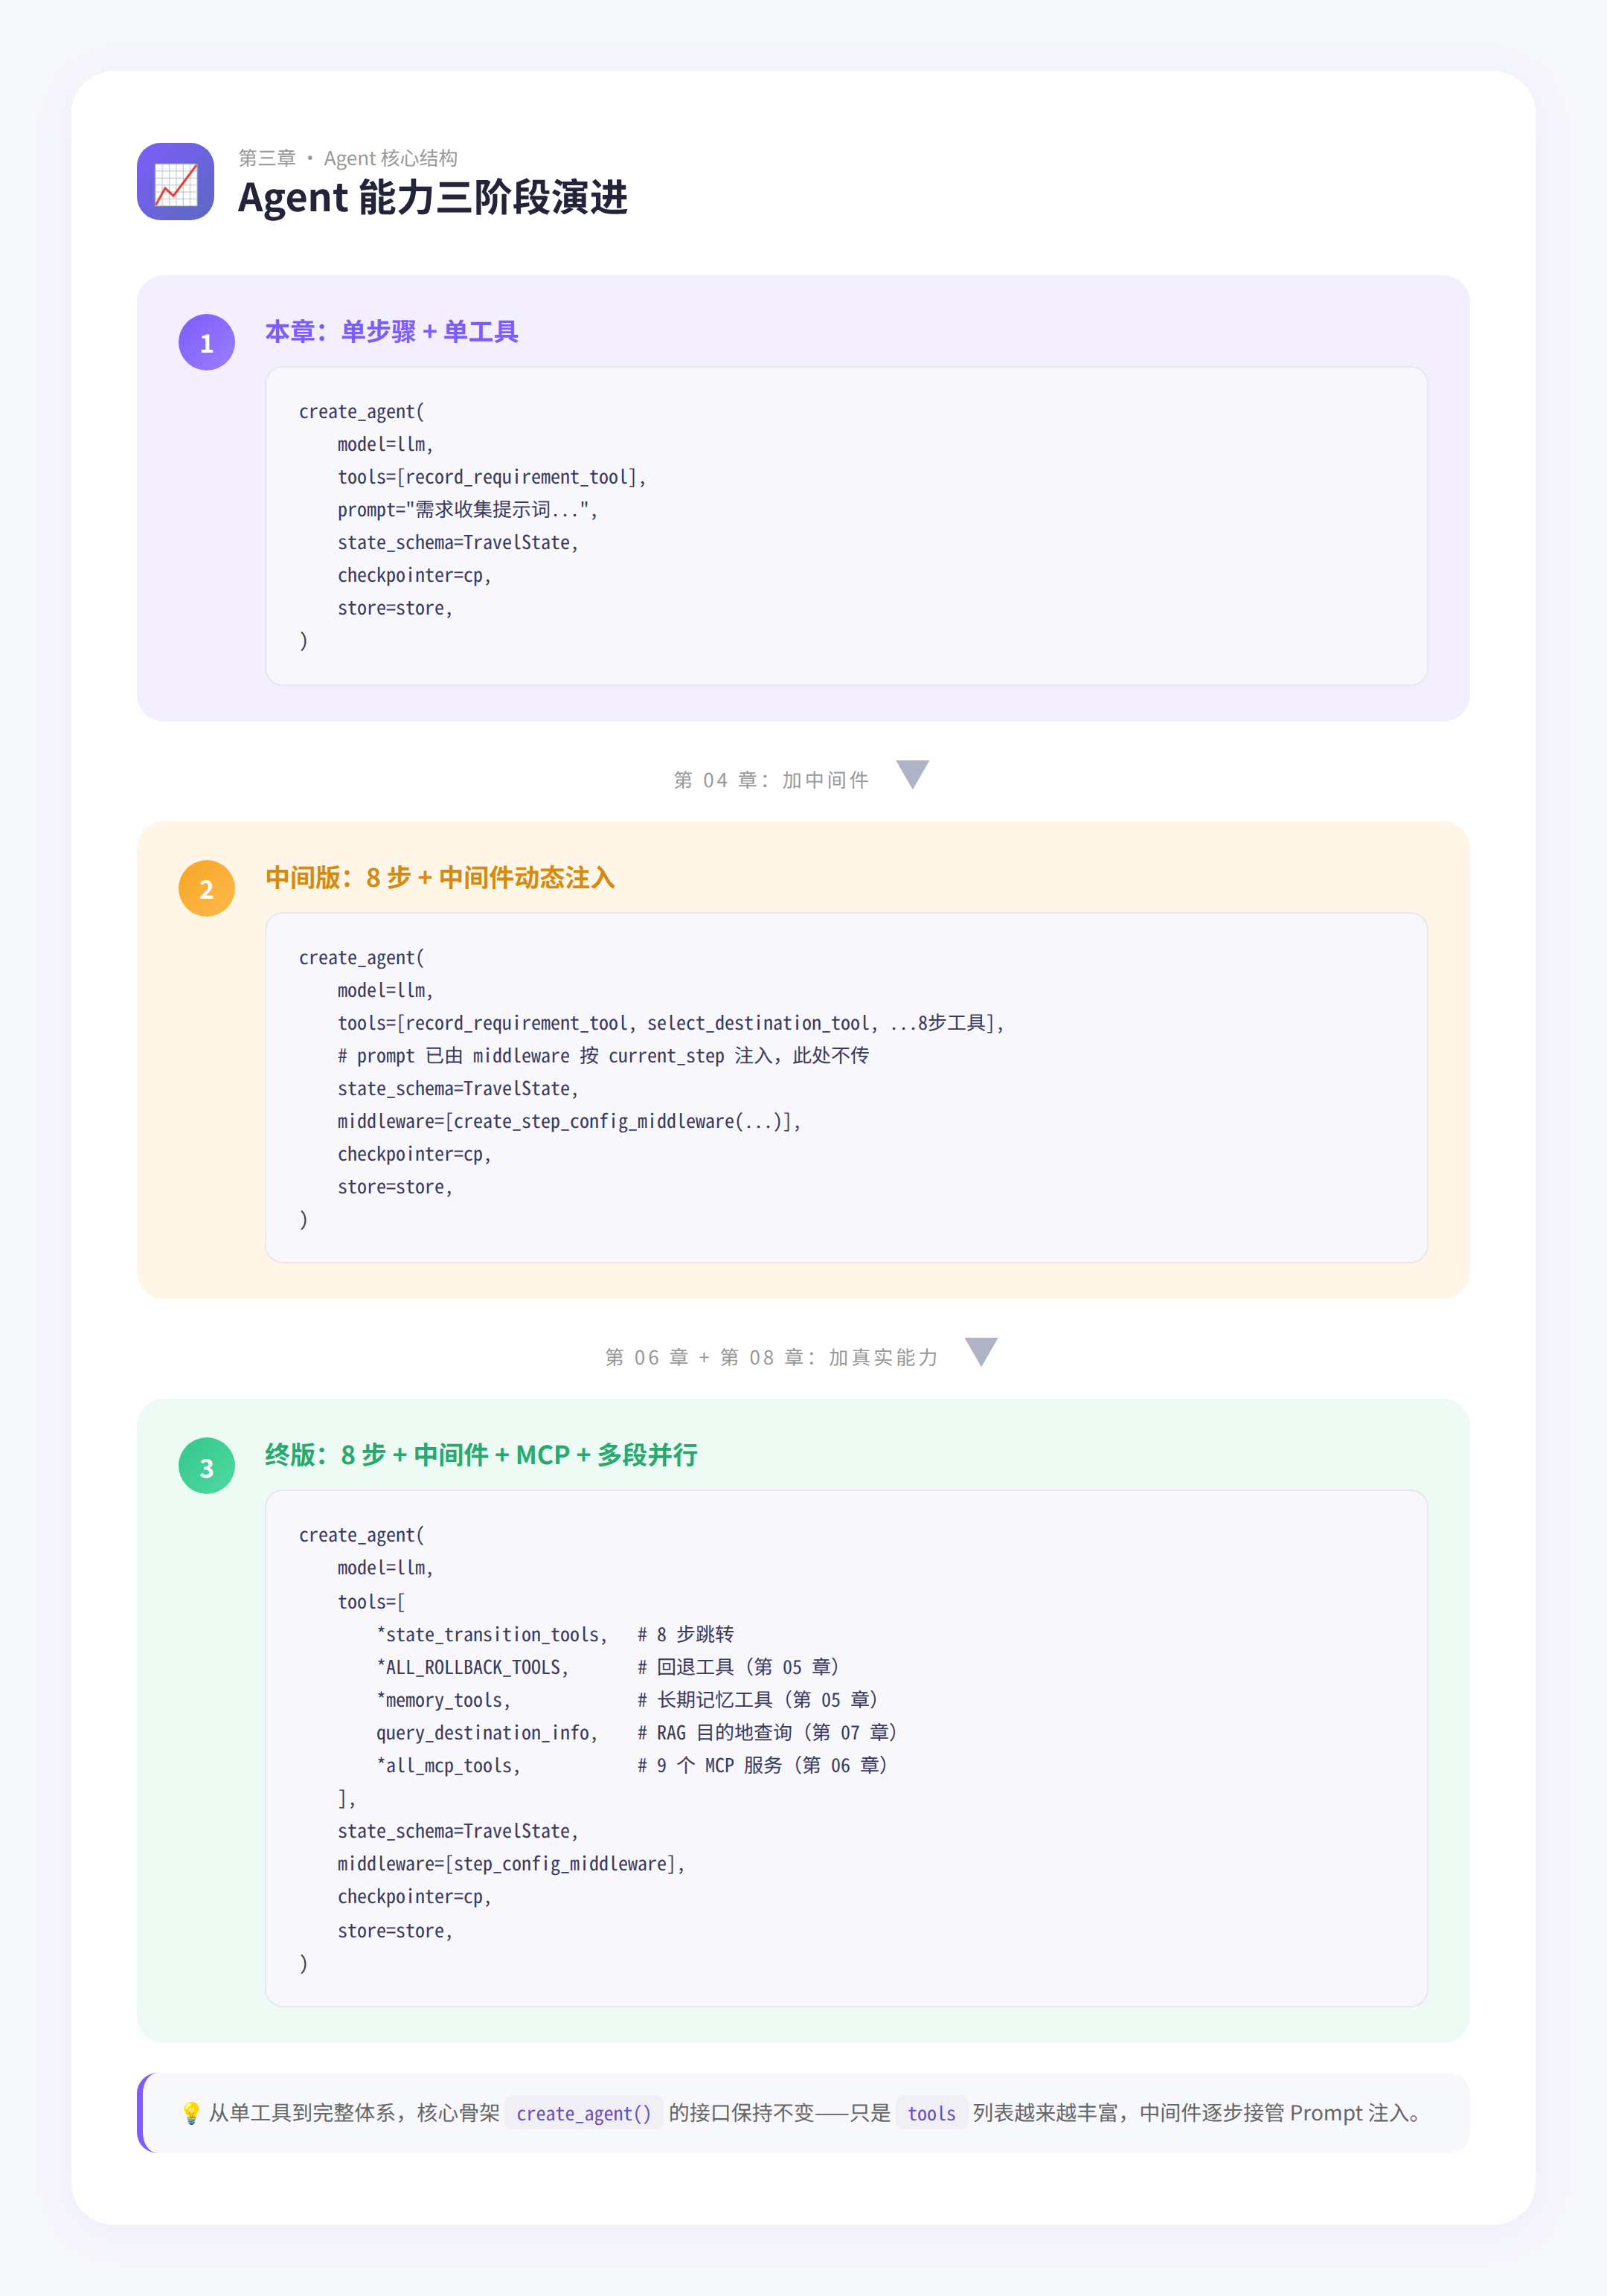 第三章 · Agent 核心结构
Agent 能力三阶段演进
1
本章：单步骤 + 单工具
create_agent(
    model=llm,
    tools=[record_requirement_tool],
    prompt="需求收集提示词...",
    state_schema=TravelState,
    checkpointer=cp,
    store=store,
)
第 04 章：加中间件 ▼
2
中间版：8 步 + 中间件动态注入
create_agent(
    model=llm,
    tools=[record_requirement_tool, select_destination_tool, ...8步工具],
    # prompt 已由 middleware 按 current_step 注入，此处不传
    state_schema=TravelState,
    middleware=[create_step_config_middleware(...)],
    checkpointer=cp,
    store=store,
)
第 06 章 + 第 08 章：加真实能力 ▼
3
终版：8 步 + 中间件 + MCP + 多段并行
create_agent(
    model=llm,
    tools=[
        *state_transition_tools,   # 8 步跳转
        *ALL_ROLLBACK_TOOLS,       # 回退工具（第 05 章）
        *memory_tools,             # 长期记忆工具（第 05 章）
        query_destination_info,    # RAG 目的地查询（第 07 章）
        *all_mcp_tools,            # 9 个 MCP 服务（第 06 章）
    ],
    state_schema=TravelState,
    middleware=[step_config_middleware],
    checkpointer=cp,
    store=store,
)
💡 从单工具到完整体系，核心骨架 create_agent() 的接口保持不变——只是 tools 列表越来越丰富，中间件逐步接管 Prompt 注入。